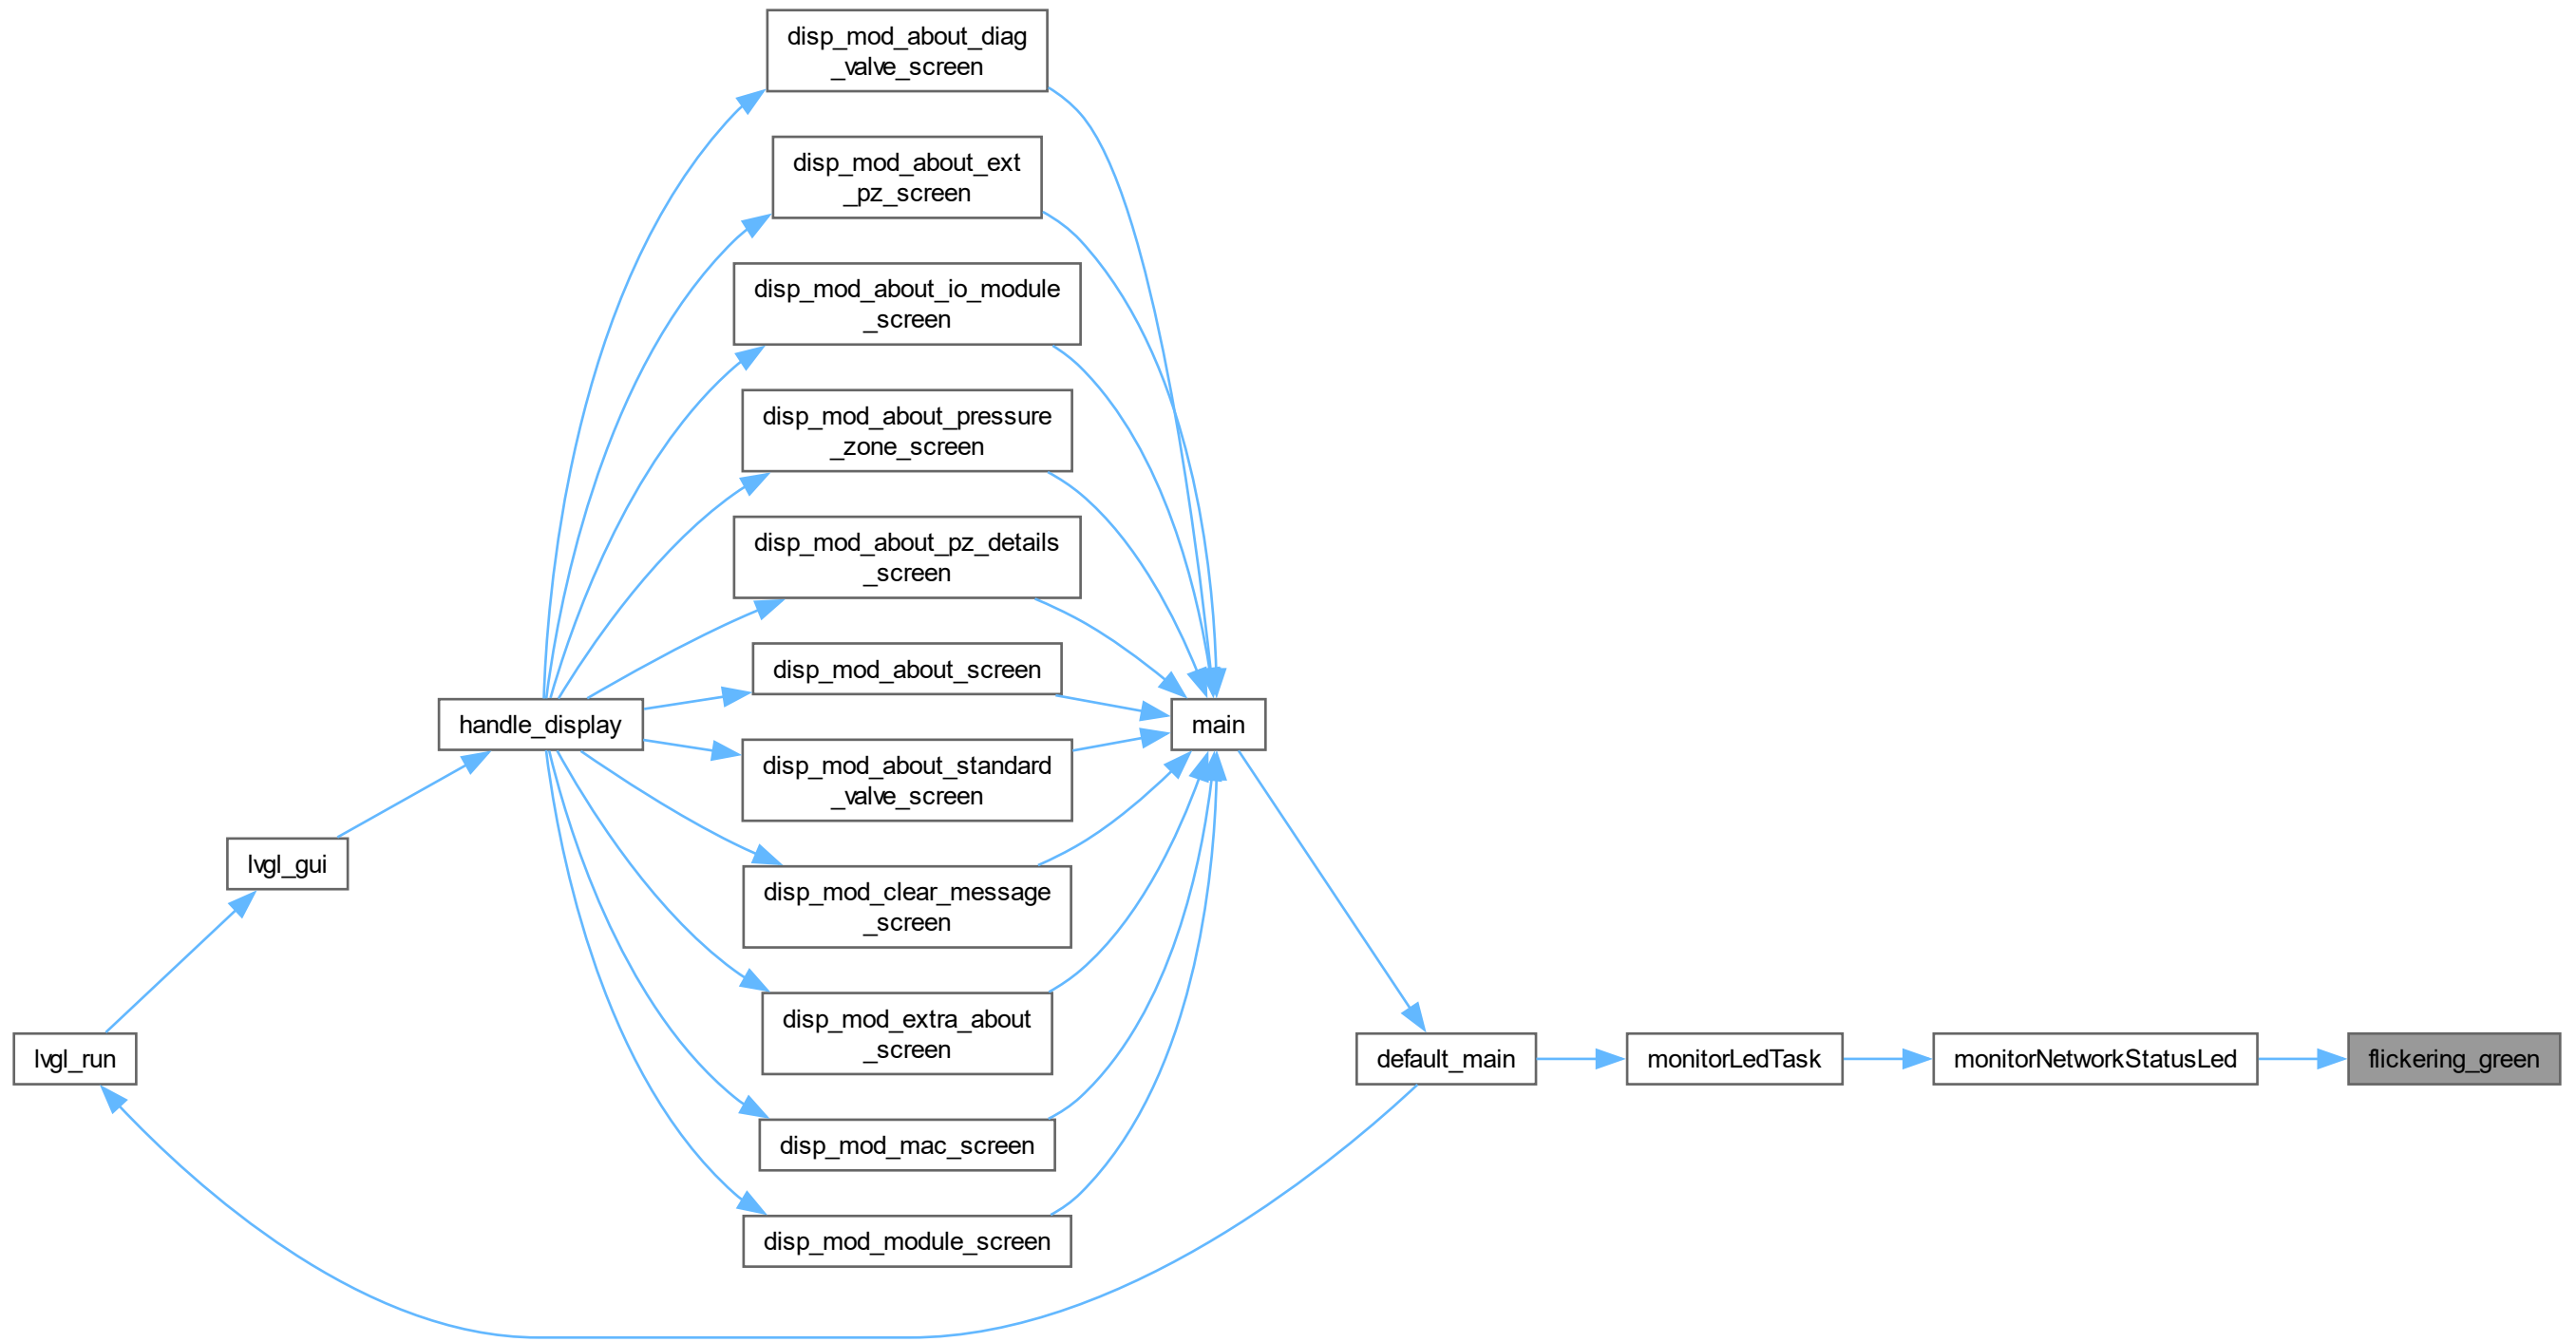 disp_mod_about_diag
_valve_screen
disp_mod_about_ext
_pz_screen
disp_mod_about_io_module
_screen
disp_mod_about_pressure
_zone_screen
disp_mod_about_pz_details
_screen
disp_mod_about_screen
handle_display
main
disp_mod_about_standard
_valve_screen
lvgl_gui
disp_mod_clear_message
_screen
disp_mod_extra_about
_screen
lvgl_run
default_main
monitorLedTask
monitorNetworkStatusLed
flickering_green
disp_mod_mac_screen
disp_mod_module_screen